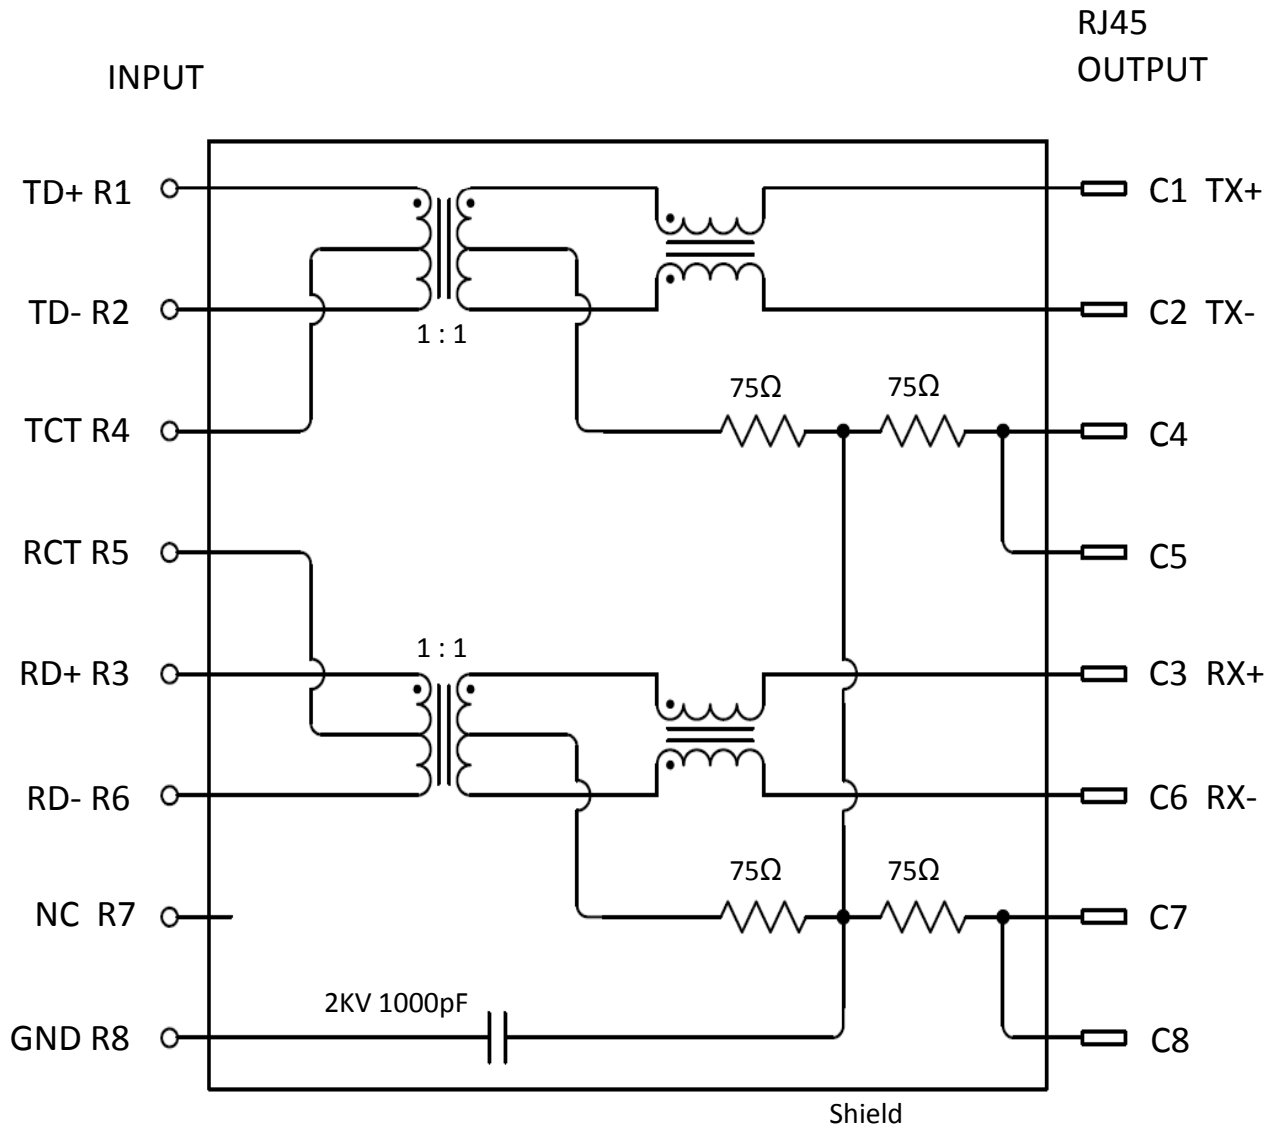 RJ45
OUTPUT
INPUT
TD+ R1
C1 TX+
TD- R2
C2 TX-
1 : 1
75Ω
75Ω
TCT R4
C4
RCT R5
C5
1 : 1
RD+ R3
C3 RX+
RD- R6
C6 RX-
75Ω
75Ω
NC R7
C7
2KV 1000pF
GND R8
C8
Shield